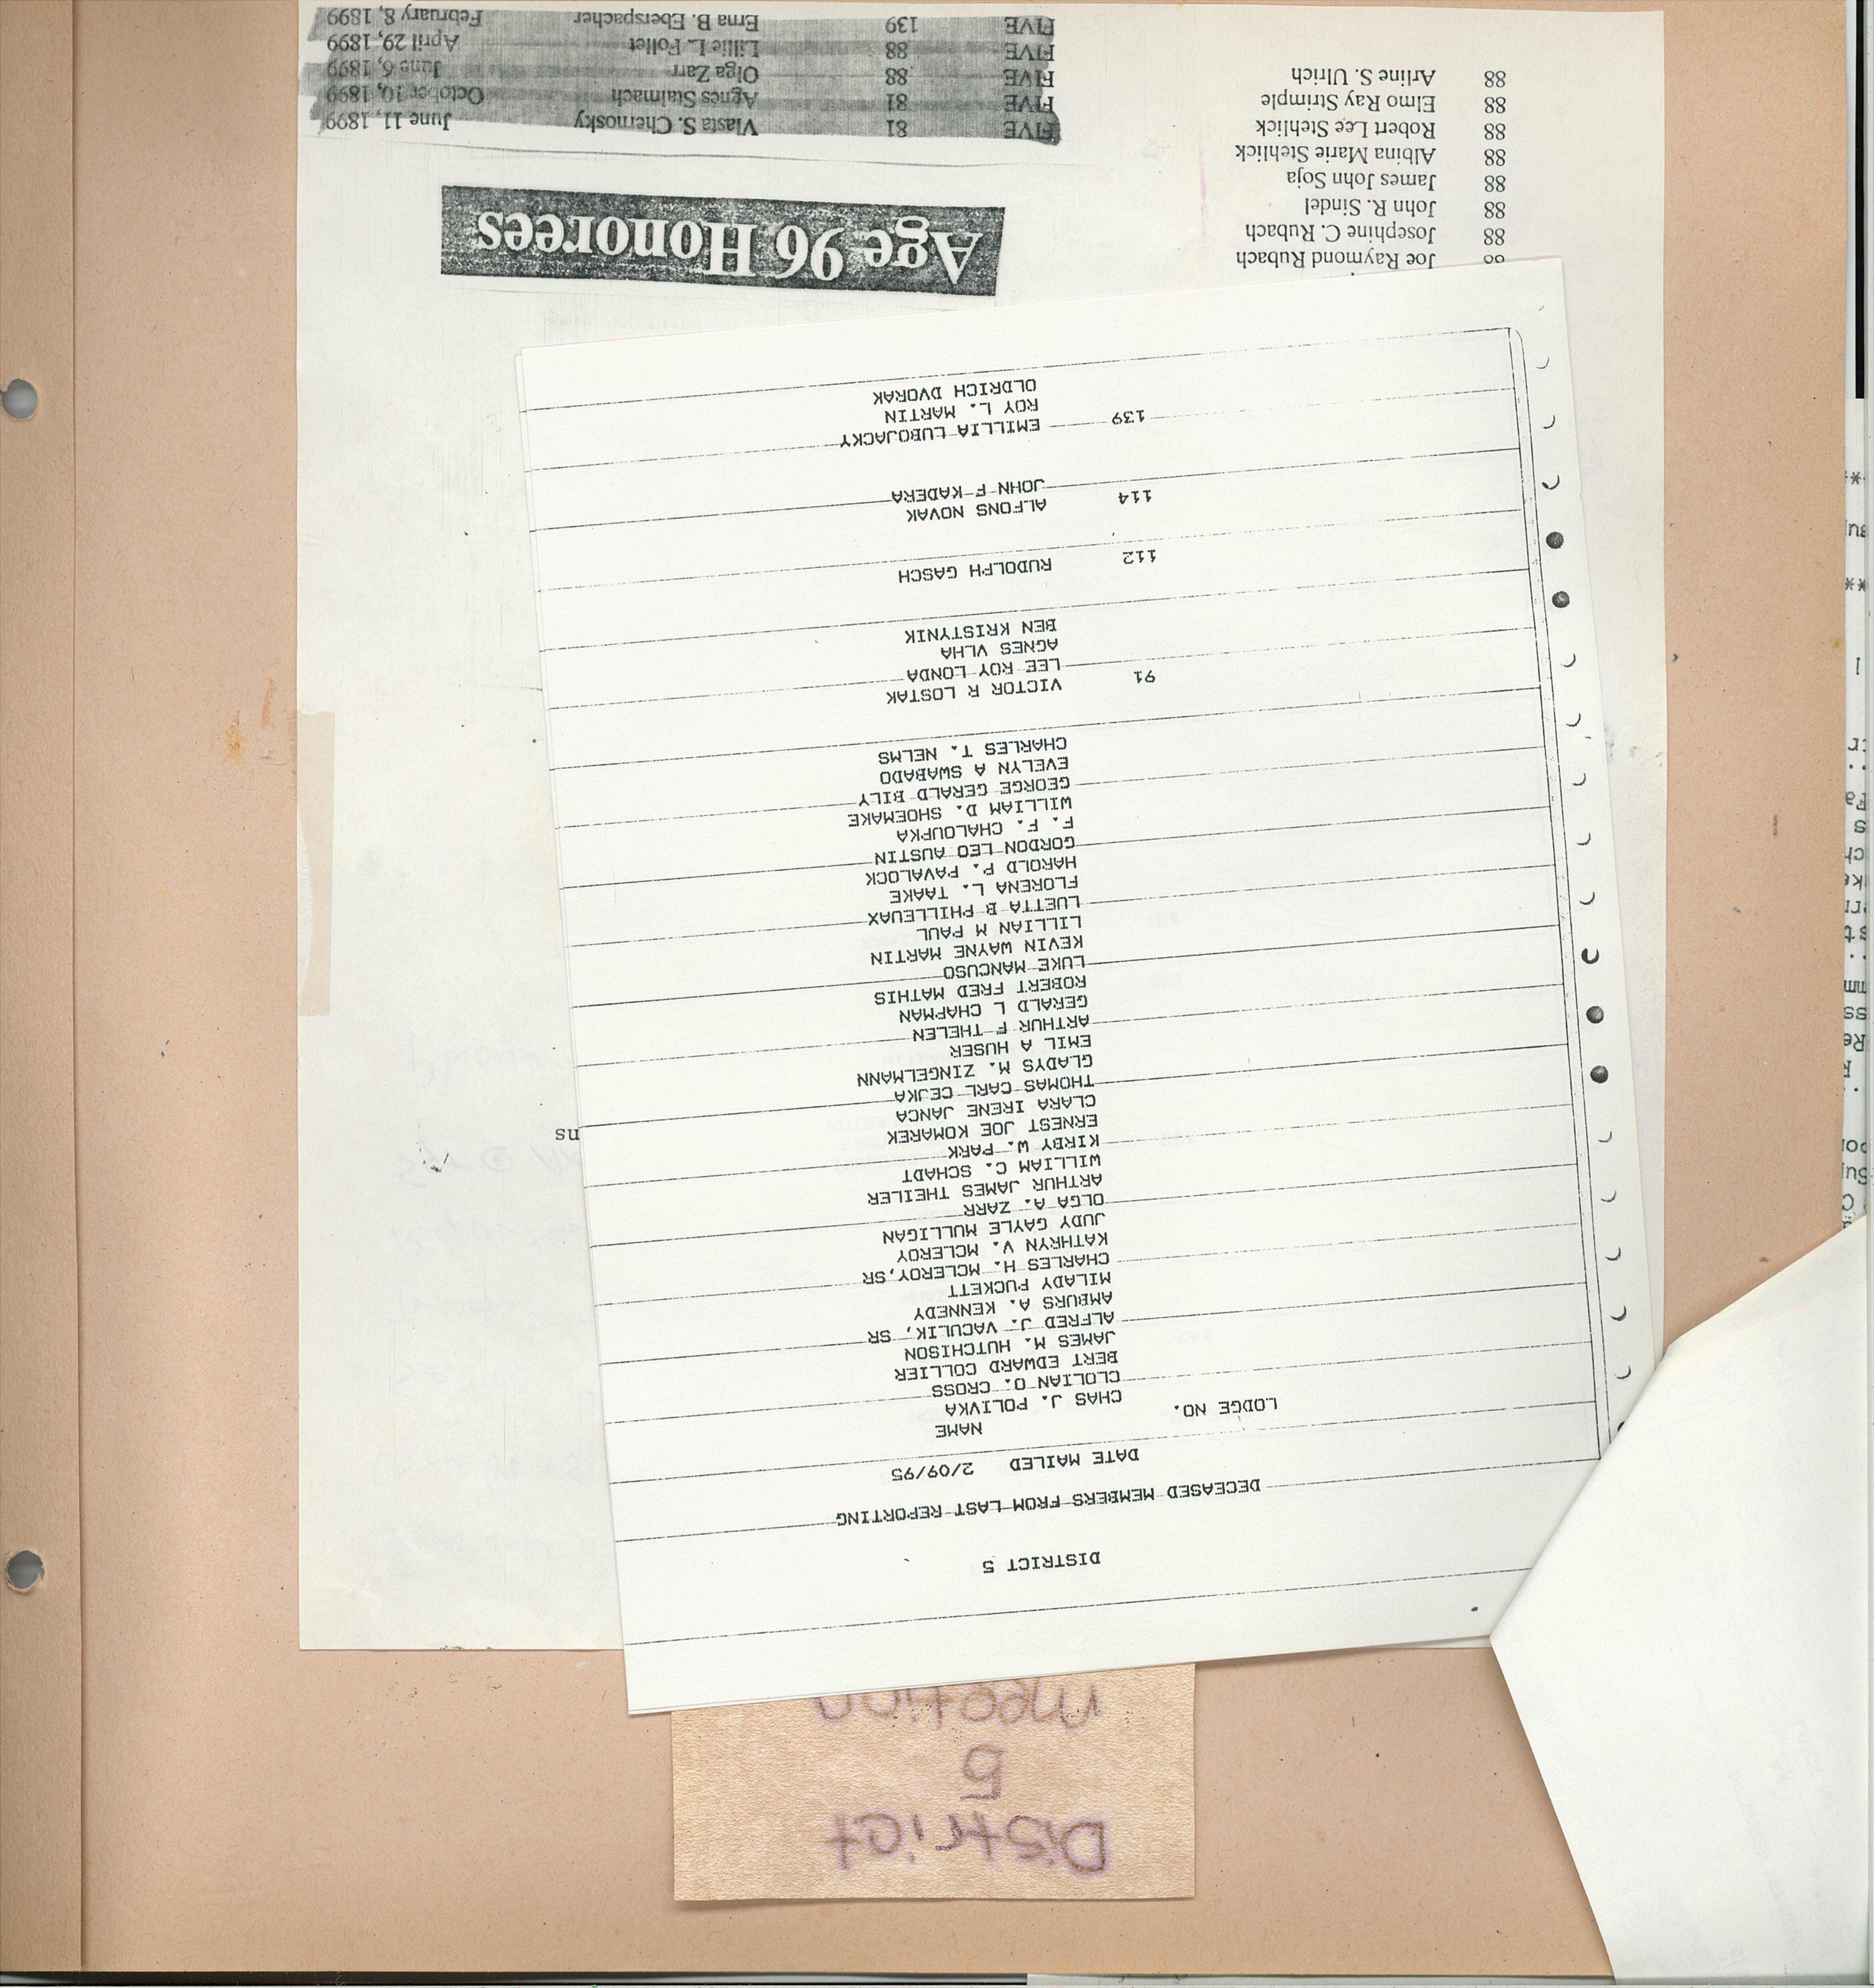 District
5
meetion
DISTRICT 5
DECEASED MEMBERS FROM LAST REPORTING
DATE MAILED 2/09/95
LODGE NO. NAME
CHAS J. POLIVKA
CLOLIAN O. CROSS
BERT EDWARD COLLIER
JAMES M. HUTCHISON
ALFRED J. VACULIK, SR
AMBURS A. KENNEDY
MILADY PUCKETT
CHARLES H. MCLEROY,SR
KATHRYN V. MCLEROY
JUDY GAYLE MULLIGAN
OLGA A. ZARR
ARTHUR JAMES THEILER
WILLIAM C. SCHADT
KIRBY W. PARK
ERNEST JOE KOMAREK
CLARA IRENE JANCA
THOMAS CARL CEJKA
GLADYS M. ZINGELMANN
EMIL A HUSER
ARTHUR F THELEN
GERALD L CHAPMAN
ROBERT FRED MATHIS
LUKE MANCUSO
KEVIN WAYNE MARTIN
LILLIAN M PAUL
LUETTA B PHILLEUAX
FLORENA L. TAAKE
HAROLD P. PAVALOCK
GORDON LEO AUSTIN
F. F. CHALOUPKA
WILLIAM D. SHOEMAKE
GEORGE GERALD BILY
EVELYN A SWABADO
CHARLES T. NELMS
91 VICTOR R LOSTAK
LEE ROY LONDA
AGNES VLHA
BEN KRISTYNIK
112 RUDOLPH GASCH
114 ALFONS NOVAK
JOHN F KADERA
139 EMILLIA LUBOJACKY
ROY L. MARTIN
OLDRICH DVORAK
88 Joe Raymond Rubach
88 Josephine C. Rubach
88 John R. Sindel
88 James John Soja
88 Albina Marie Stehlick
88 Robert Lee Stehlick
88 Elmo Ray Strimple
88 Arline S. Ulrich
Age 96 Honorees
FIVE 81 Vlasta S. Chernosky June 11, 1899
FIVE 81 Agnes Stalmach October 10, 1899
FIVE 88 Olga Zarr June 6, 1899
FIVE 88 Lillie L. Pollet April 29, 1899
FIVE 139 Erna B. Eberspacher February 8, 1899